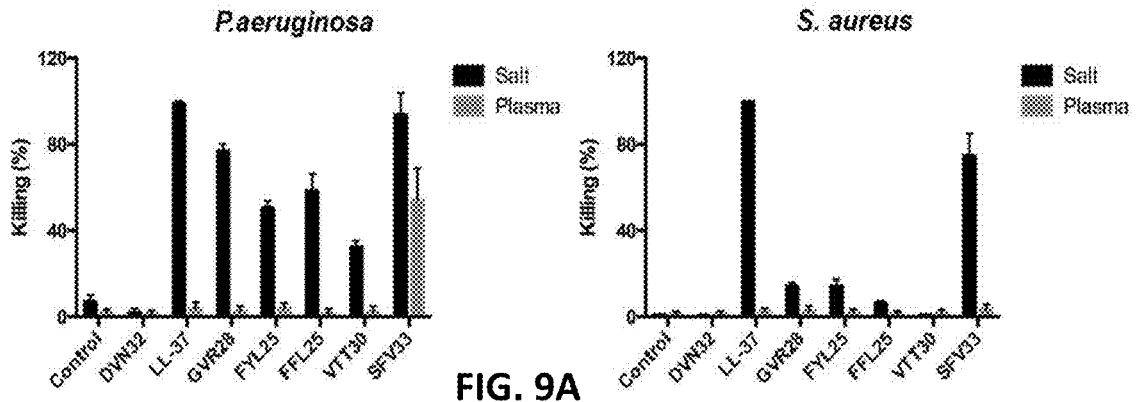 P.aeruginosa
120
80
40
0
Killing (%)
Salt
Plasma
Control
DVN32
LL-37
GVR28
FYL25
FFL25
VTT30
SFV33
S. aureus
120
80
40
0
Killing (%)
Salt
Plasma
Control
DVN32
LL-37
GVR28
FYL25
FFL25
VTT30
SFV33
FIG. 9A